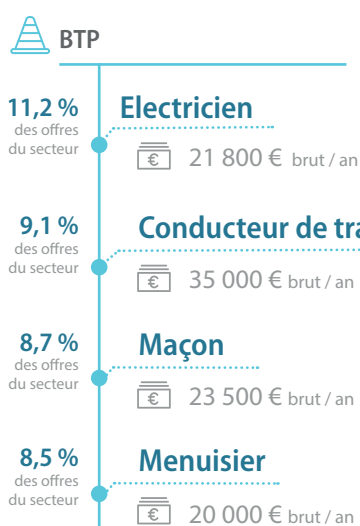 BTP
11,2 %
des offres
du secteur
Electricien
21 800 € brut / an
9,1 %
des offres
du secteur
Conducteur de
35 000 € brut / an
8,7 %
des offres
du secteur
Maçon
23 500 € brut / an
8,5 %
des offres
du secteur
Menuisier
20 000 € brut / an